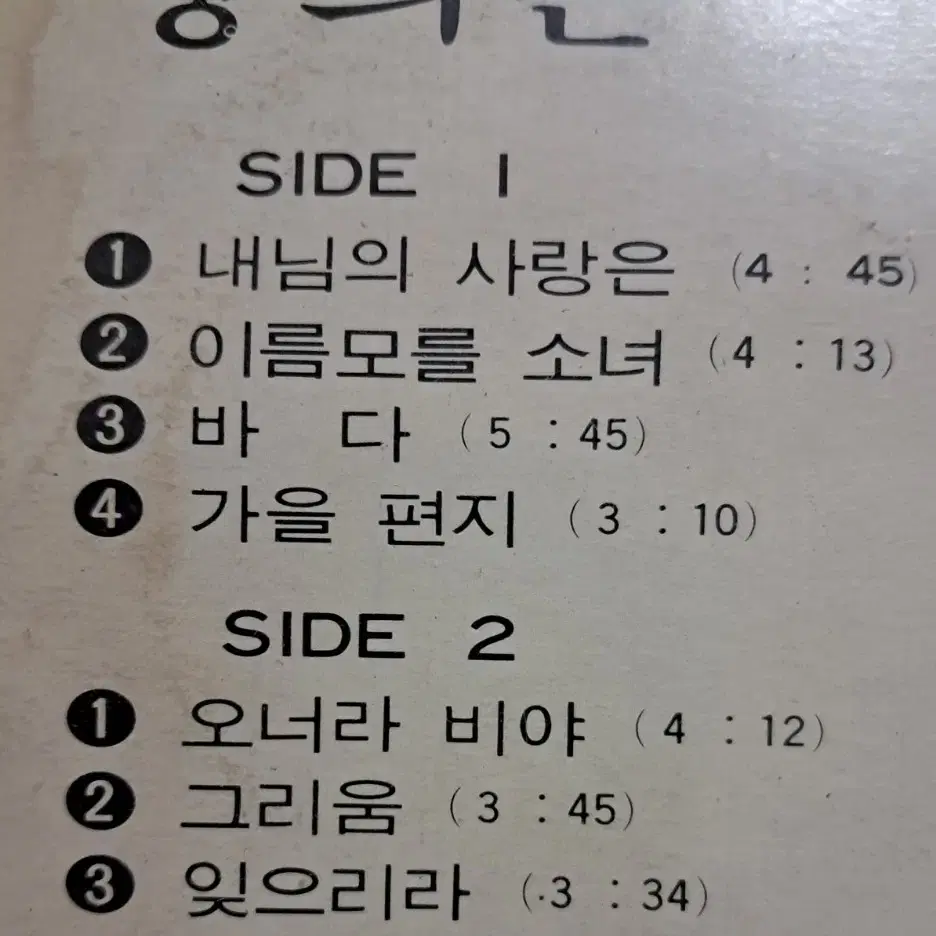 SIDE 1
❶ 내님의 사랑은 (4 : 45)
❷ 이름모를 소녀 (4 : 13)
❸ 바 다 (5 : 45)
❹ 가을 편지 (3 : 10)
SIDE 2
❶ 오너라 비야 (4 : 12)
❷ 그리움 (3 : 45)
❸ 잊으리라 (3 : 34)